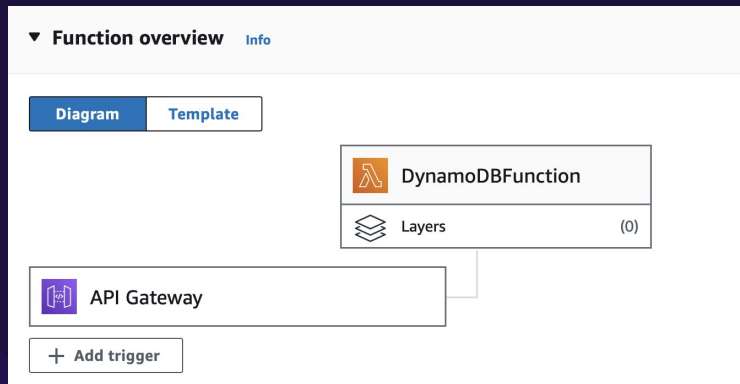 Function overview Info
Diagram Template
DynamoDBFunction
Layers (0)
API Gateway
+ Add trigger